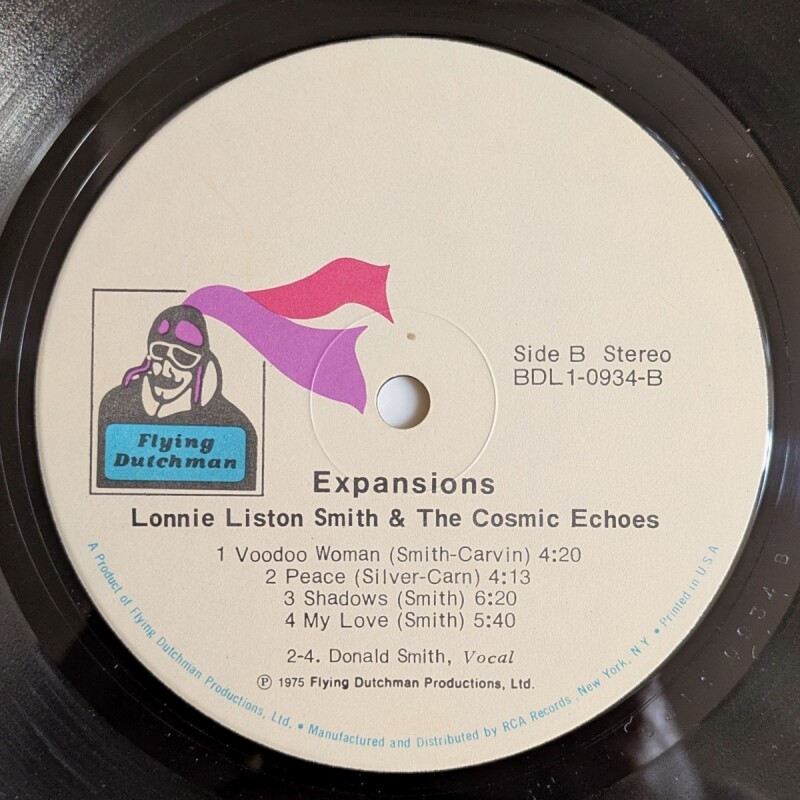 Side B Stereo
BDL1-0934-B
Flying
Dutchman
Expansions
Lonnie Liston Smith & The Cosmic Echoes
1 Voodoo Woman (Smith-Carvin) 4:20
2 Peace (Silver-Carn) 4:13
3 Shadows (Smith) 6:20
4 My Love (Smith) 5:40
2-4. Donald Smith, Vocal
℗ 1975 Flying Dutchman Productions, Ltd.
A Product of Flying Dutchman Productions, Ltd. • Manufactured and Distributed by RCA Records, New York, N.Y. • Printed in U.S.A